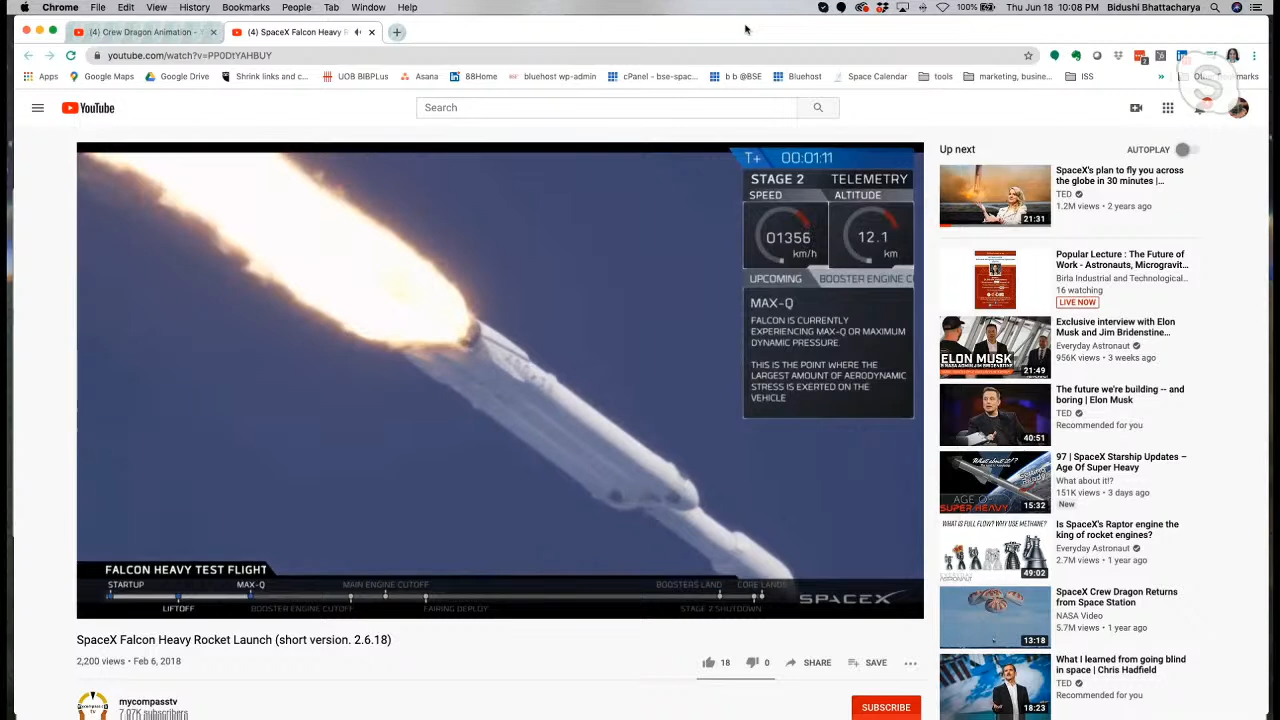 Chrome File Edit View History Bookmarks People Tab Window Help
100% Thu Jun 18 10:08 PM Bidushi Bhattacharya
(4) Crew Dragon Animation -
(4) SpaceX Falcon Heavy
youtube.com/watch?v=PP0DtYAHBUY
Apps Google Maps Google Drive Shrink links and c... UOB BIBPlus Asana 88Home bluehost wp-admin cPanel - bse-spac... b b @BSE Bluehost Space Calendar tools marketing, busine... ISS
YouTube
Search
T+ 00:01:11
STAGE 2 TELEMETRY
SPEED ALTITUDE
01356 12.1
km/h km
UPCOMING BOOSTER ENGINE C
MAX-Q
FALCON IS CURRENTLY
EXPERIENCING MAX-Q OR MAXIMUM
DYNAMIC PRESSURE.
THIS IS THE POINT WHERE THE
LARGEST AMOUNT OF AERODYNAMIC
STRESS IS EXERTED ON THE
VEHICLE
FALCON HEAVY TEST FLIGHT
STARTUP MAX-Q MAIN ENGINE CUTOFF BOOSTERS LAND CORE LANDS
LIFTOFF BOOSTER ENGINE CUTOFF FAIRING DEPLOY STAGE 2 SHUTDOWN
SPACEX
SpaceX Falcon Heavy Rocket Launch (short version. 2.6.18)
2,200 views • Feb 6, 2018
18 0 SHARE SAVE
mycompasstv
7.07K subscribers
SUBSCRIBE
Up next AUTOPLAY
SpaceX's plan to fly you across
the globe in 30 minutes |...
TED
1.2M views • 2 years ago
21:31
Popular Lecture : The Future of
Work - Astronauts, Microgravit...
Birla Industrial and Technological...
16 watching
LIVE NOW
Exclusive interview with Elon
Musk and Jim Bridenstine...
Everyday Astronaut
956K views • 3 weeks ago
ELON MUSK
21:49
The future we're building -- and
boring | Elon Musk
TED
Recommended for you
40:51
97 | SpaceX Starship Updates –
Age Of Super Heavy
What about it!?
151K views • 3 days ago
New
AGE OF
SUPER HEAVY
15:32
Is SpaceX's Raptor engine the
king of rocket engines?
Everyday Astronaut
2.7M views • 1 year ago
WHAT IS FULL FLOW? WHY USE METHANE?
49:02
SpaceX Crew Dragon Returns
from Space Station
NASA Video
5.7M views • 1 year ago
13:18
What I learned from going blind
in space | Chris Hadfield
TED
Recommended for you
18:23